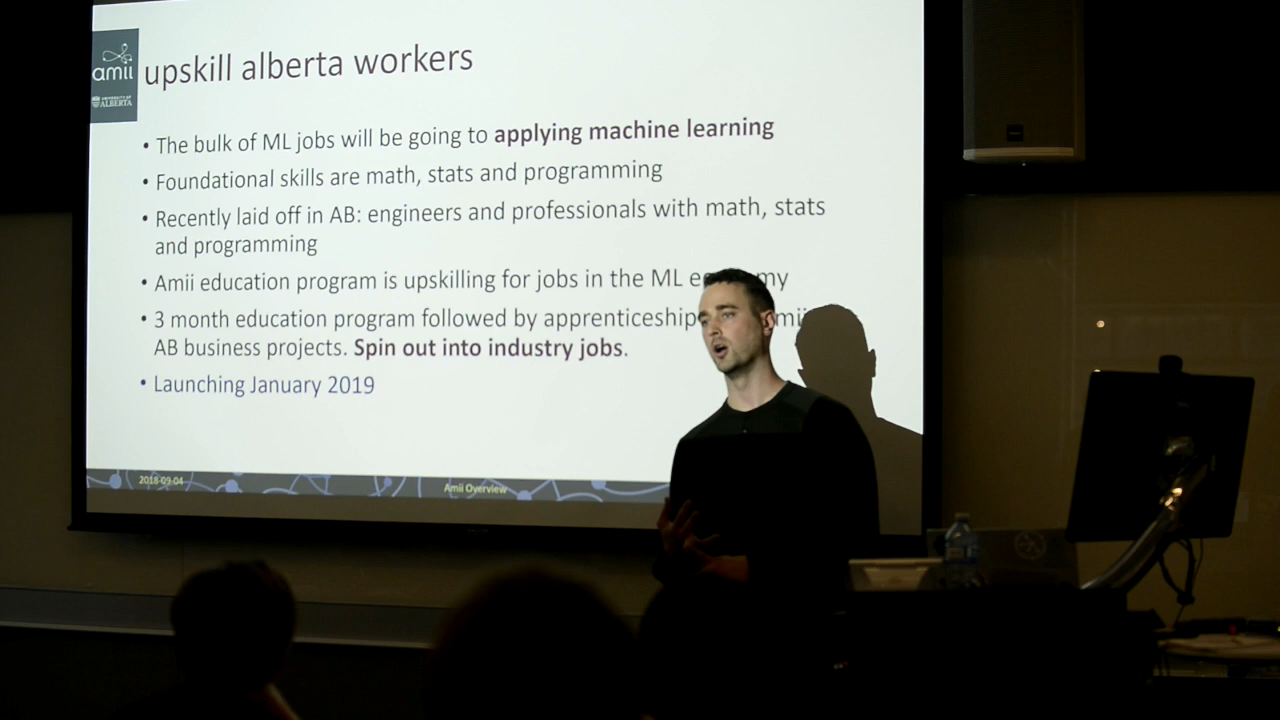 amii
UNIVERSITY OF
ALBERTA
upskill alberta workers
• The bulk of ML jobs will be going to applying machine learning
• Foundational skills are math, stats and programming
• Recently laid off in AB: engineers and professionals with math, stats
and programming
• Amii education program is upskilling for jobs in the ML
• 3 month education program followed by apprenticeship
AB business projects. Spin out into industry jobs.
• Launching January 2019
2018-09-04
Amii Overview